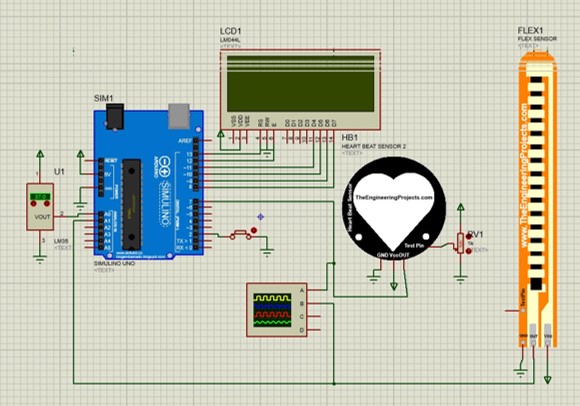 LCD1
LM044L
<TEXT>
FLEX1
FLEX SENSOR
<TEXT>
SIM1
VSS
VDD
VEE
RS
RW
E
D0
D1
D2
D3
D4
D5
D6
D7
HB1
HEART BEAT SENSOR 2
<TEXT>
AREF
13
12
~11
~10
~9
8
RESET
5V
POWER
ARDUINO
SIMULINO
U1
VOUT
1
2
3
LM35
<TEXT>
A0
A1
A2
A3
A4
A5
ANALOG IN
7
~6
~5
4
~3
2
TX > 1
RX < 0
SIMULINO UNO
<TEXT>
TheEngineeringProjects.com
Heart Beat Sensor
Test Pin
GND Vcc OUT
RV1
1k
<TEXT>
A
B
C
D
www.TheEngineeringProjects.com
TestPin